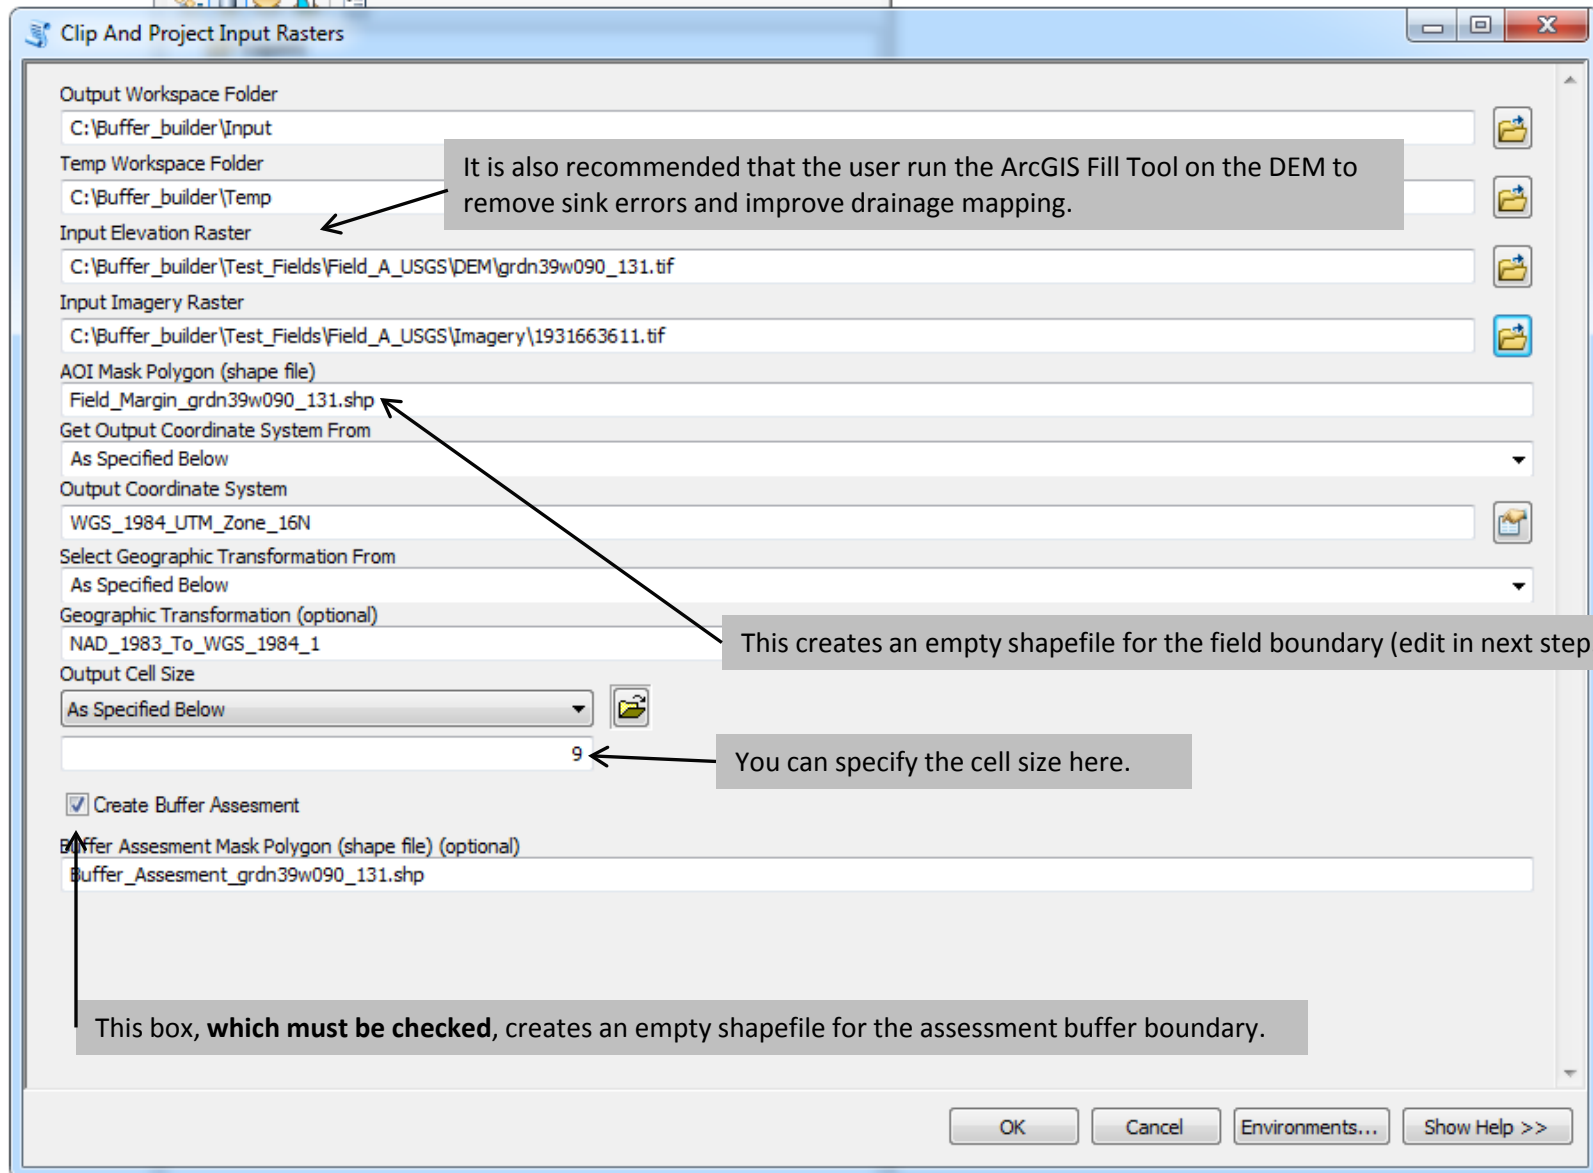 Clip And Project Input Rasters
Output Workspace Folder
C:\Buffer_builder\Input
Temp Workspace Folder
It is also recommended that the user run the ArcGIS Fill Tool on the DEM to
remove sink errors and improve drainage mapping.
C:\Buffer_builder\Temp
Input Elevation Raster
C:\Buffer_builder\Test_Fields\Field_A_USGS\DEM\grdn39w090_131.tif
Input Imagery Raster
C:\Buffer_builder\Test_Fields\Field_A_USGS\Imagery\1931663611.tif
AOI Mask Polygon (shape file)
Field_Margin_grdn39w090_131.shp
Get Output Coordinate System From
As Specified Below
Output Coordinate System
WGS_1984_UTM_Zone_16N
Select Geographic Transformation From
As Specified Below
Geographic Transformation (optional)
NAD_1983_To_WGS_1984_1
This creates an empty shapefile for the field boundary (edit in next step
Output Cell Size
As Specified Below
9
You can specify the cell size here.
Create Buffer Assesment
Buffer Assesment Mask Polygon (shape file) (optional)
Buffer_Assesment_grdn39w090_131.shp
This box, which must be checked, creates an empty shapefile for the assessment buffer boundary.
OK
Cancel
Environments...
Show Help >>